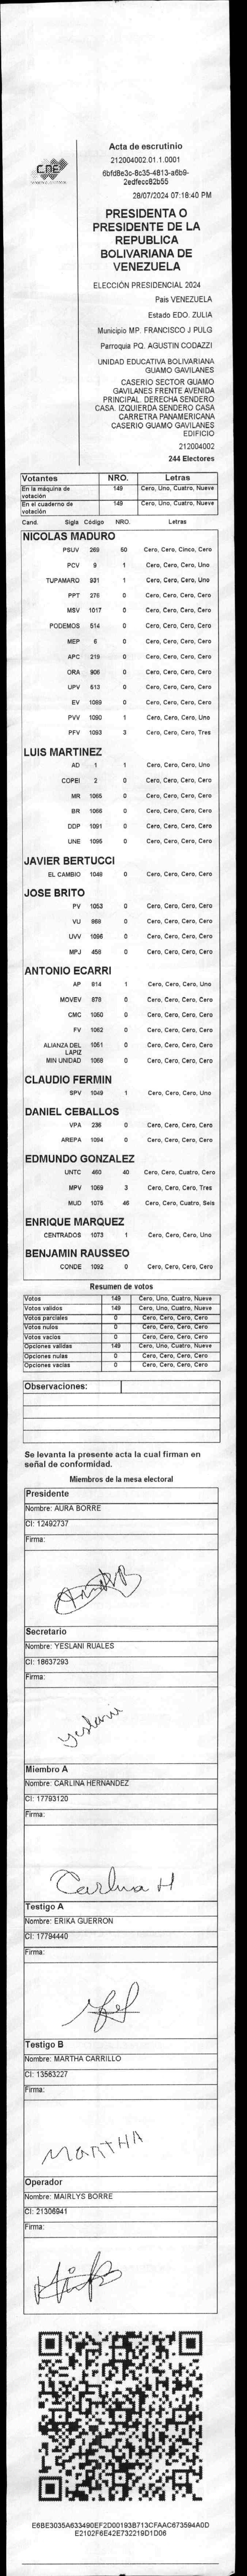 CNE
Acta de escrutinio
212004002.01.1.0001
6bfd8e3c-8c35-4813-a6b9-
2edfecc82b55
28/07/2024 07:18:40 PM
PRESIDENTA O
PRESIDENTE DE LA
REPUBLICA
BOLIVARIANA DE
VENEZUELA
ELECCIÓN PRESIDENCIAL 2024
Pais VENEZUELA
Estado EDO. ZULIA
Municipio MP. FRANCISCO J PULG
Parroquia PQ. AGUSTIN CODAZZI
UNIDAD EDUCATIVA BOLIVARIANA
GUAMO GAVILANES
CASERIO SECTOR GUAMO
GAVILANES FRENTE AVENIDA
PRINCIPAL. DERECHA SENDERO
CASA. IZQUIERDA SENDERO CASA
CARRETRA PANAMERICANA
CASERIO GUAMO GAVILANES
EDIFICIO
212004002
244 Electores
Votantes NRO. Letras
En la máquina de votación 149 Cero, Uno, Cuatro, Nueve
En el cuaderno de votación 149 Cero, Uno, Cuatro, Nueve
Cand. Sigla Código NRO. Letras
NICOLAS MADURO
PSUV 269 50 Cero, Cero, Cinco, Cero
PCV 9 1 Cero, Cero, Cero, Uno
TUPAMARO 931 1 Cero, Cero, Cero, Uno
PPT 276 0 Cero, Cero, Cero, Cero
MSV 1017 0 Cero, Cero, Cero, Cero
PODEMOS 514 0 Cero, Cero, Cero, Cero
MEP 6 0 Cero, Cero, Cero, Cero
APC 219 0 Cero, Cero, Cero, Cero
ORA 906 0 Cero, Cero, Cero, Cero
UPV 513 0 Cero, Cero, Cero, Cero
EV 1089 0 Cero, Cero, Cero, Cero
PVV 1090 1 Cero, Cero, Cero, Uno
PFV 1093 3 Cero, Cero, Cero, Tres
LUIS MARTINEZ
AD 1 1 Cero, Cero, Cero, Uno
COPEI 2 0 Cero, Cero, Cero, Cero
MR 1065 0 Cero, Cero, Cero, Cero
BR 1066 0 Cero, Cero, Cero, Cero
DDP 1091 0 Cero, Cero, Cero, Cero
UNE 1095 0 Cero, Cero, Cero, Cero
JAVIER BERTUCCI
EL CAMBIO 1048 0 Cero, Cero, Cero, Cero
JOSE BRITO
PV 1053 0 Cero, Cero, Cero, Cero
VU 968 0 Cero, Cero, Cero, Cero
UVV 1096 0 Cero, Cero, Cero, Cero
MPJ 458 0 Cero, Cero, Cero, Cero
ANTONIO ECARRI
AP 814 1 Cero, Cero, Cero, Uno
MOVEV 878 0 Cero, Cero, Cero, Cero
CMC 1050 0 Cero, Cero, Cero, Cero
FV 1062 0 Cero, Cero, Cero, Cero
ALIANZA DEL LAPIZ 1051 0 Cero, Cero, Cero, Cero
MIN UNIDAD 1068 0 Cero, Cero, Cero, Cero
CLAUDIO FERMIN
SPV 1049 1 Cero, Cero, Cero, Uno
DANIEL CEBALLOS
VPA 236 0 Cero, Cero, Cero, Cero
AREPA 1094 0 Cero, Cero, Cero, Cero
EDMUNDO GONZALEZ
UNTC 460 40 Cero, Cero, Cuatro, Cero
MPV 1069 3 Cero, Cero, Cero, Tres
MUD 1075 46 Cero, Cero, Cuatro, Seis
ENRIQUE MARQUEZ
CENTRADOS 1073 1 Cero, Cero, Cero, Uno
BENJAMIN RAUSSEO
CONDE 1092 0 Cero, Cero, Cero, Cero
Resumen de votos
Votos 149 Cero, Uno, Cuatro, Nueve
Votos validos 149 Cero, Uno, Cuatro, Nueve
Votos parciales 0 Cero, Cero, Cero, Cero
Votos nulos 0 Cero, Cero, Cero, Cero
Votos vacios 0 Cero, Cero, Cero, Cero
Opciones validas 149 Cero, Uno, Cuatro, Nueve
Opciones nulas 0 Cero, Cero, Cero, Cero
Opciones vacias 0 Cero, Cero, Cero, Cero
Observaciones:
Se levanta la presente acta la cual firman en
señal de conformidad.
Miembros de la mesa electoral
Presidente
Nombre: AURA BORRE
CI: 12492737
Firma:
Secretario
Nombre: YESLANI RUALES
CI: 18637293
Firma:
Yeslani
Miembro A
Nombre: CARLINA HERNANDEZ
CI: 17793120
Firma:
Carlina H
Testigo A
Nombre: ERIKA GUERRON
CI: 17794440
Firma:
Testigo B
Nombre: MARTHA CARRILLO
CI: 13563227
Firma:
MARTHA
Operador
Nombre: MAIRLYS BORRE
CI: 21306941
Firma:
E6BE3035A633490EF2D00193B713CFAAC673594A0D
E2102F6E42E732219D1D06